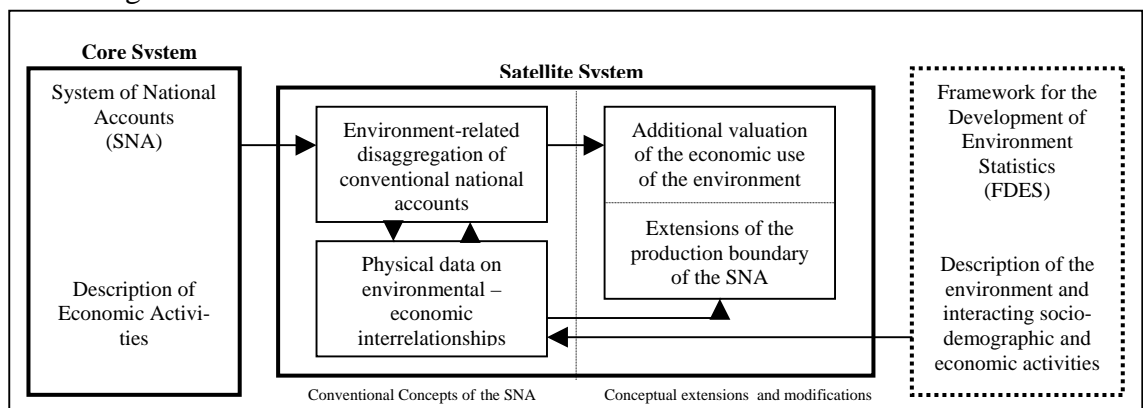 Core System
System of National
Accounts
(SNA)
Description of
Economic Activi-
ties
Satellite System
Environment-related
disaggregation of
conventional national
accounts
Physical data on
environmental –
economic
interrelationships
Additional valuation
of the economic use
of the environment
Extensions of the
production boundary
of the SNA
Conventional Concepts of the SNA
Conceptual extensions and modifications
Framework for the
Development of
Environment
Statistics
(FDES)
Description of the
environment and
interacting socio-
demographic and
economic activities